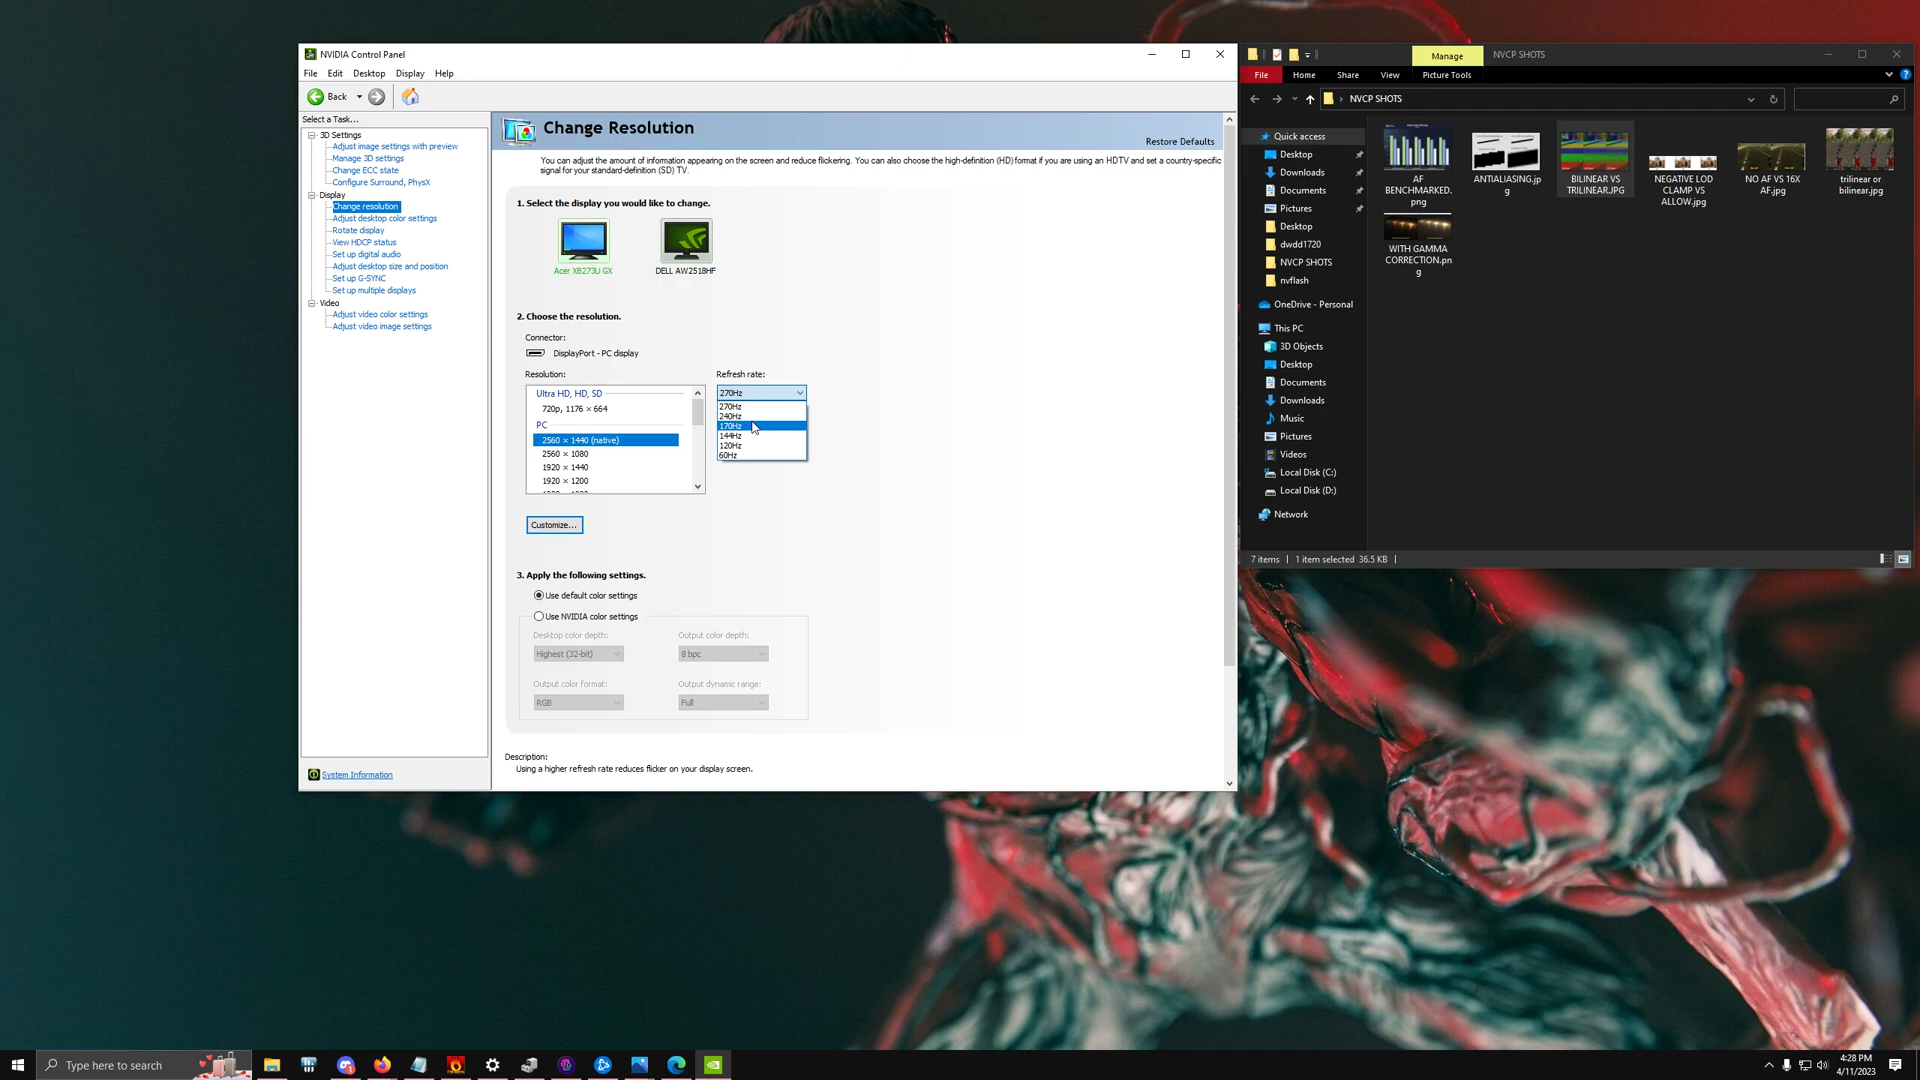 NVIDIA Control Panel
File Edit Desktop Display Help
Back
Select a Task...
3D Settings
Adjust image settings with preview
Manage 3D settings
Change ECC state
Configure Surround, PhysX
Display
Change resolution
Adjust desktop color settings
Rotate display
View HDCP status
Set up digital audio
Adjust desktop size and position
Set up G-SYNC
Set up multiple displays
Video
Adjust video color settings
Adjust video image settings
System Information
Change Resolution
Restore Defaults
You can adjust the amount of information appearing on the screen and reduce flickering. You can also choose the high-definition (HD) format if you are using an HDTV and set a country-specific
signal for your standard-definition (SD) TV.
1. Select the display you would like to change.
Acer XB273U GX
DELL AW2518HF
2. Choose the resolution.
Connector:
DisplayPort - PC display
Resolution:
Ultra HD, HD, SD
720p, 1176 × 664
PC
2560 × 1440 (native)
2560 × 1080
1920 × 1440
1920 × 1200
Refresh rate:
270Hz
270Hz
240Hz
170Hz
144Hz
120Hz
60Hz
Customize...
3. Apply the following settings.
Use default color settings
Use NVIDIA color settings
Desktop color depth:
Highest (32-bit)
Output color depth:
8 bpc
Output color format:
RGB
Output dynamic range:
Full
Description:
Using a higher refresh rate reduces flicker on your display screen.
Manage
NVCP SHOTS
File Home Share View Picture Tools
NVCP SHOTS
Quick access
Desktop
Downloads
Documents
Pictures
Desktop
dwdd1720
NVCP SHOTS
nvflash
OneDrive - Personal
This PC
3D Objects
Desktop
Documents
Downloads
Music
Pictures
Videos
Local Disk (C:)
Local Disk (D:)
Network
AF
BENCHMARKED.
png
ANTIALIASING.jp
g
BILINEAR VS
TRILINEAR.JPG
NEGATIVE LOD
CLAMP VS
ALLOW.jpg
NO AF VS 16X
AF.jpg
trilinear or
bilinear.jpg
WITH GAMMA
CORRECTION.pn
g
7 items
1 item selected 36.5 KB
Type here to search
4:28 PM
4/11/2023